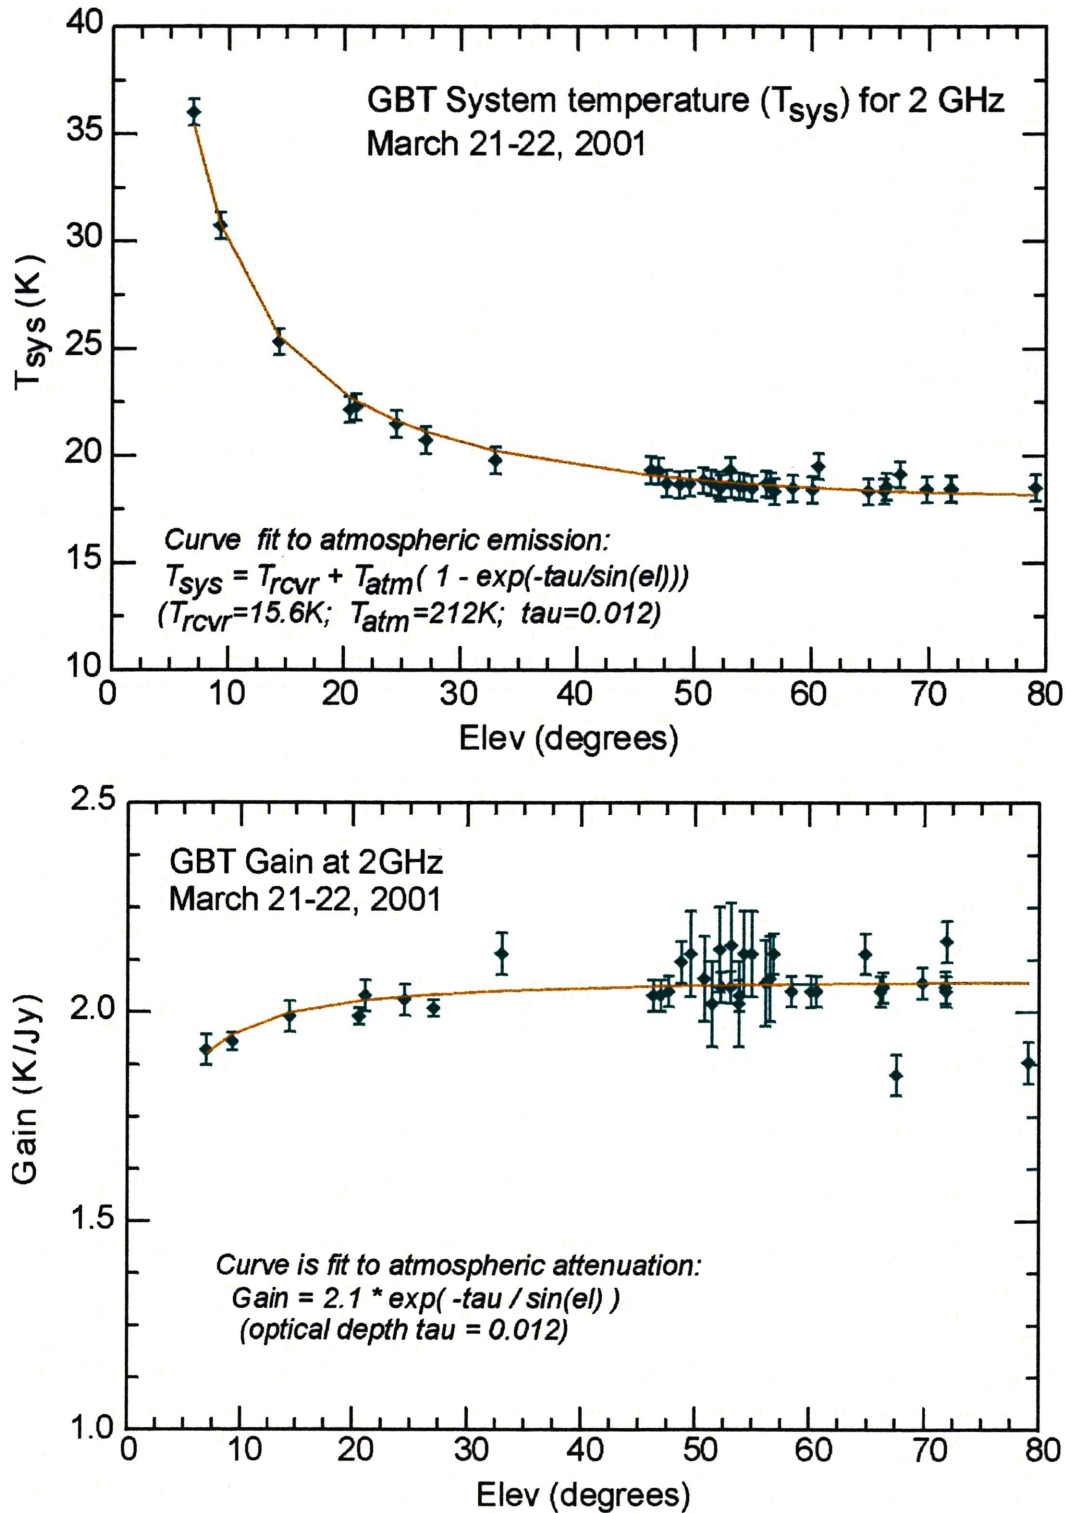 40
35
30
25
20
15
10
Tsys (K)
GBT System temperature (Tsys) for 2 GHz
March 21-22, 2001
Curve fit to atmospheric emission:
Tsys = Trcvr + Tatm( 1 - exp(-tau/sin(el)))
(Trcvr=15.6K; Tatm=212K; tau=0.012)
0 10 20 30 40 50 60 70 80
Elev (degrees)
2.5
2.0
1.5
1.0
Gain (K/Jy)
GBT Gain at 2GHz
March 21-22, 2001
Curve is fit to atmospheric attenuation:
Gain = 2.1 * exp( -tau / sin(el) )
(optical depth tau = 0.012)
0 10 20 30 40 50 60 70 80
Elev (degrees)